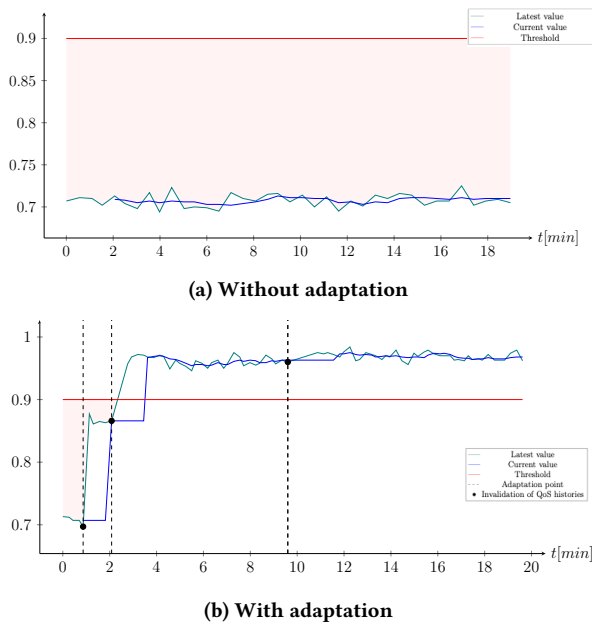 0.9
0.85
0.8
0.75
0.7
0 2 4 6 8 10 12 14 16 18
t[min]
Latest value
Current value
Threshold
(a) Without adaptation
1
0.9
0.8
0.7
0 2 4 6 8 10 12 14 16 18 20
t[min]
Latest value
Current value
Threshold
Adaptation point
Invalidation of QoS histories
(b) With adaptation